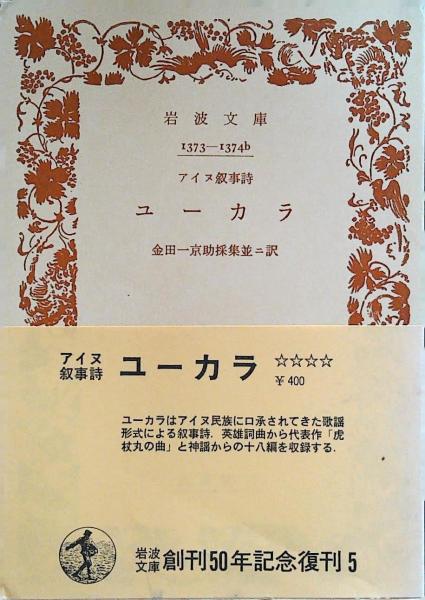 岩波文庫
1373—1374b
アイヌ叙事詩
ユーカラ
金田一京助採集並ニ訳
アイヌ
叙事詩
ユーカラ
☆☆☆☆
¥400
ユーカラはアイヌ民族に口承されてきた歌謡
形式による叙事詩．英雄詞曲から代表作「虎
杖丸の曲」と神謡からの十八編を収録する．
岩波
文庫
創刊50年記念復刊5